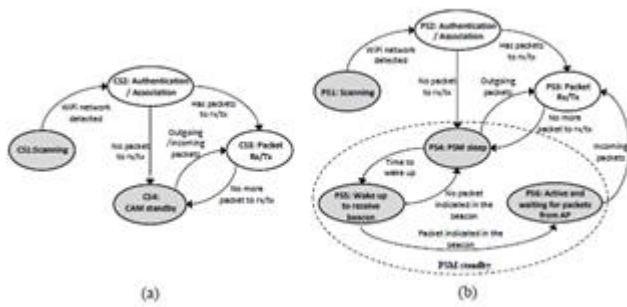 CS2: Authentication
/ Association
WiFi network
detected
Has packets
to rx/tx
CS1:Scanning
No packet
to rx/tx
Outgoing
/incoming
packets
CS3: Packet
Rx/Tx
CS4:
CAM standby
No more
packet to rx/tx
(a)
PS2: Authentication
/ Association
WiFi network
detected
Has packets
to rx/tx
PS1: Scanning
No packet
to rx/tx
Outgoing
packets
PS3: Packet
Rx/Tx
No more
packet to rx/tx
PS4: PSM sleep
Incoming
packets
Time to
wake up
PS5: Wake up
to receive
beacon
No packet
indicated in the
beacon
PS6: Active and
waiting for packets
from AP
Packet indicated in the
beacon
PSM standby
(b)